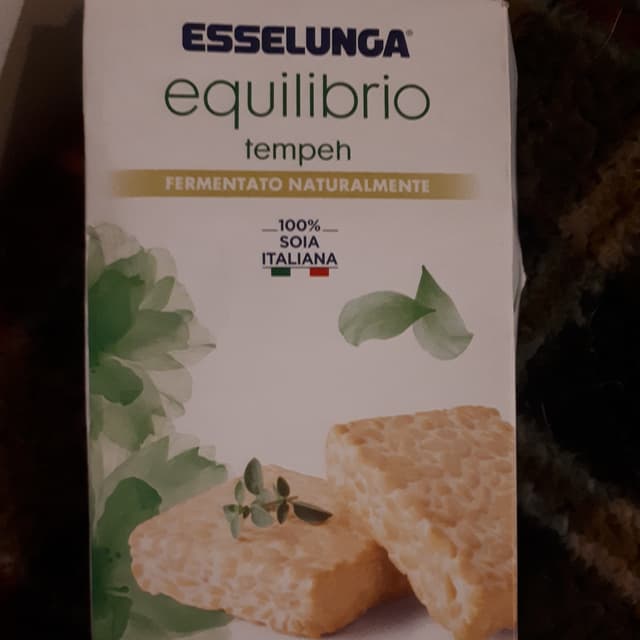 ESSELUNGA®
equilibrio
tempeh
FERMENTATO NATURALMENTE
100%
SOIA
ITALIANA